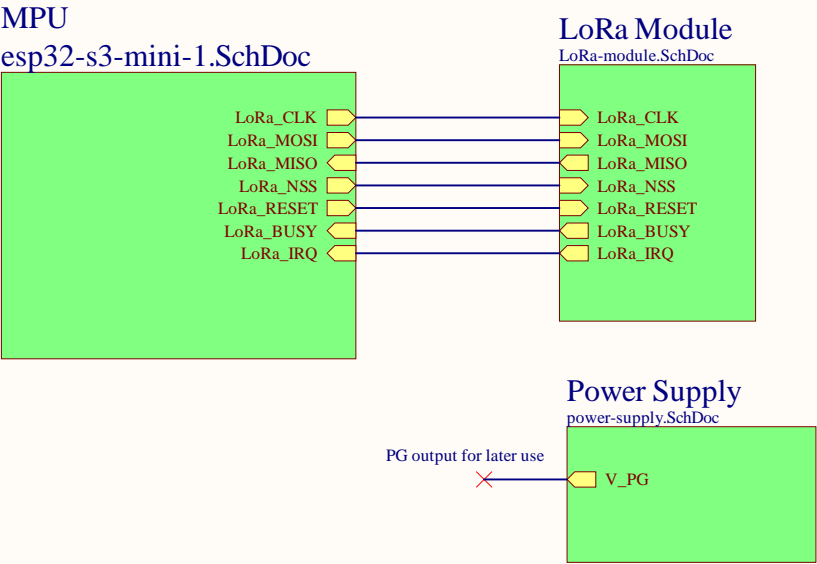 MPU
esp32-s3-mini-1.SchDoc
LoRa_CLK
LoRa_MOSI
LoRa_MISO
LoRa_NSS
LoRa_RESET
LoRa_BUSY
LoRa_IRQ
LoRa Module
LoRa-module.SchDoc
LoRa_CLK
LoRa_MOSI
LoRa_MISO
LoRa_NSS
LoRa_RESET
LoRa_BUSY
LoRa_IRQ
Power Supply
power-supply.SchDoc
PG output for later use
V_PG